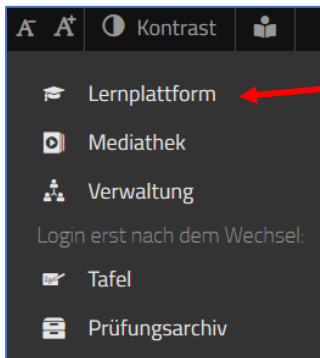 A- A+ Kontrast
Lernplattform
Mediathek
Verwaltung
Login erst nach dem Wechsel:
Tafel
Prüfungsarchiv